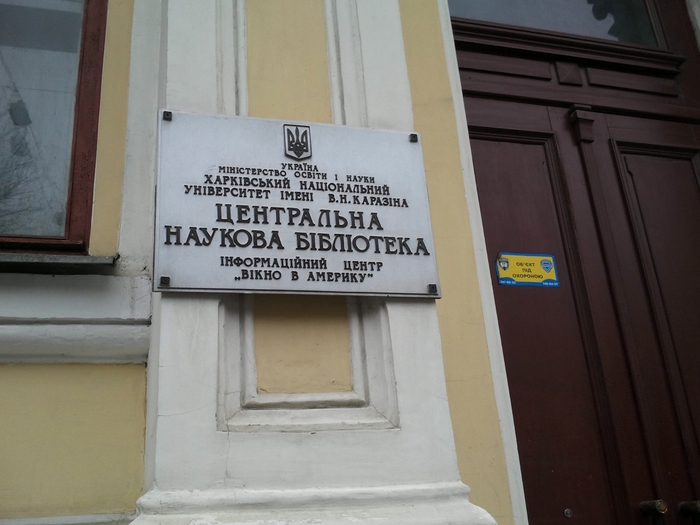 УКРАЇНА
МІНІСТЕРСТВО ОСВІТИ І НАУКИ
ХАРКІВСЬКИЙ НАЦІОНАЛЬНИЙ
УНІВЕРСИТЕТ ІМЕНІ В.Н.КАРАЗІНА
ЦЕНТРАЛЬНА
НАУКОВА БІБЛІОТЕКА
ІНФОРМАЦІЙНИЙ ЦЕНТР
„ВІКНО В АМЕРИКУ”
ОБ'ЄКТ
ПІД
ОХОРОНОЮ